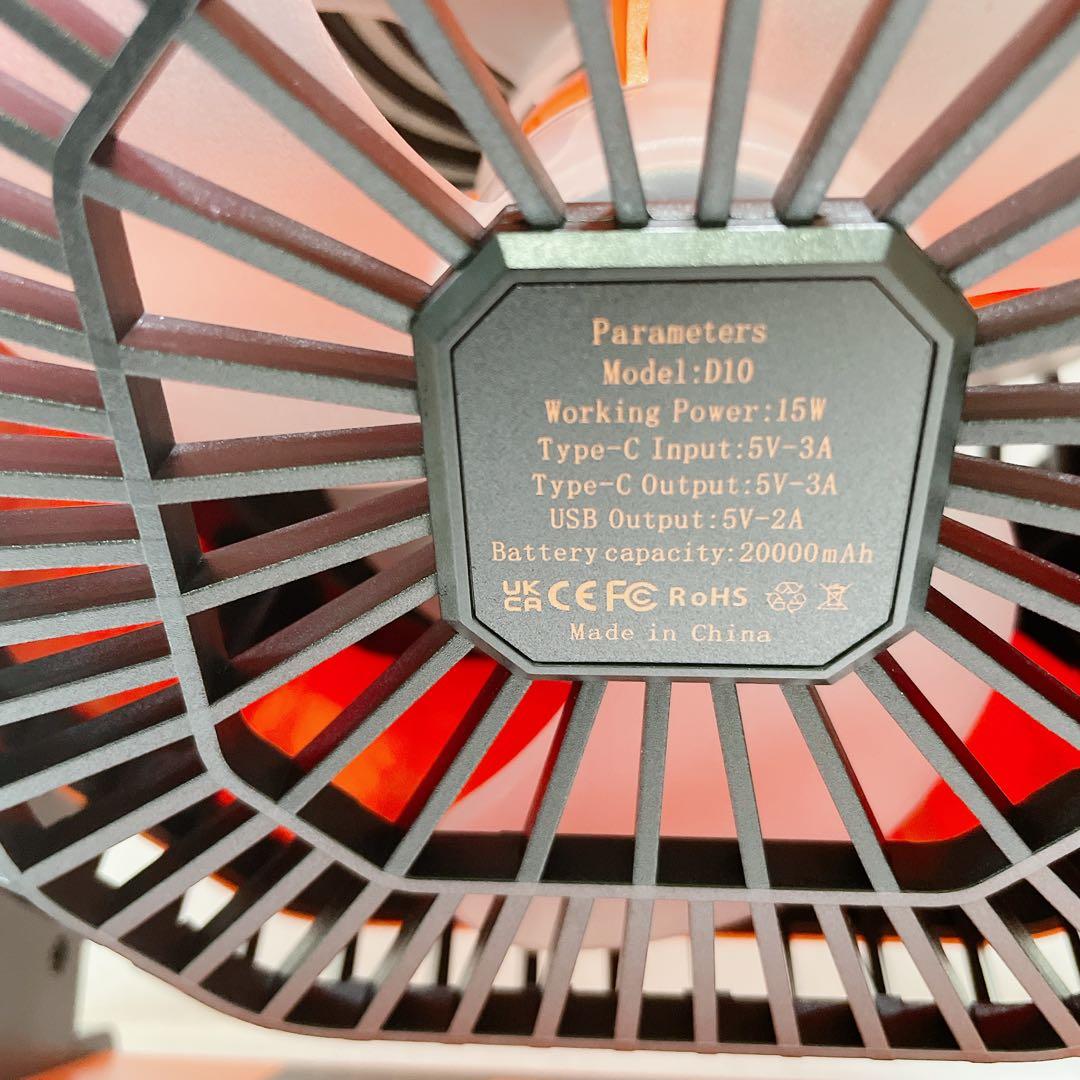 Parameters
Model:D10
Working Power:15W
Type-C Input:5V-3A
Type-C Output:5V-3A
USB Output:5V-2A
Battery capacity:20000mAh
UK CA CE FC RoHS
Made in China